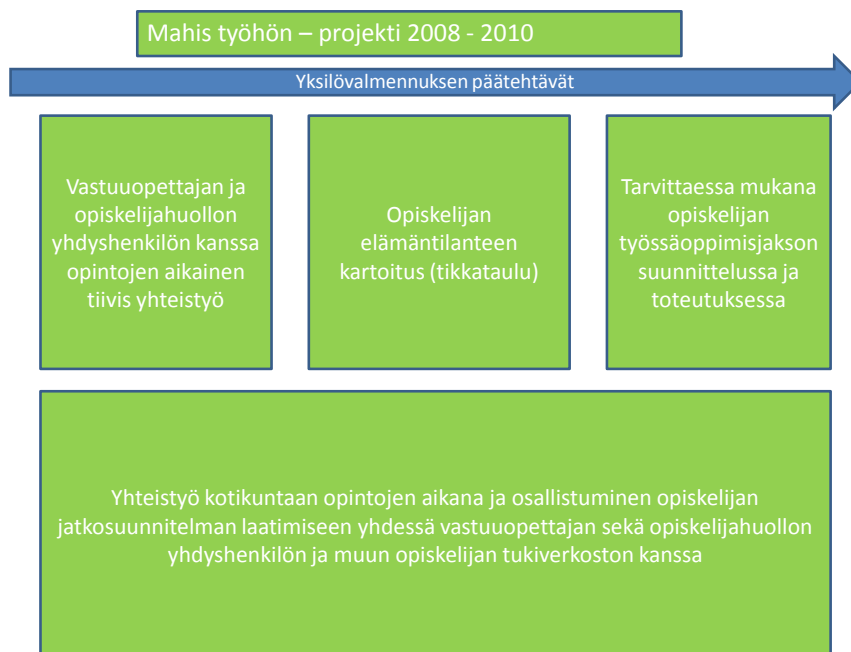 Mahis työhön – projekti 2008 - 2010
Yksilövalmennuksen päätehtävät
Vastuuopettajan ja
opiskelijahuollon
yhdyshenkilön kanssa
opintojen aikainen
tiivis yhteistyö
Opiskelijan
elämäntilanteen
kartoitus (tikkataulu)
Tarvittaessa mukana
opiskelijan
työssäoppimisjakson
suunnittelussa ja
toteutuksessa
Yhteistyö kotikuntaan opintojen aikana ja osallistuminen opiskelijan
jatkosuunnitelman laatimiseen yhdessä vastuuopettajan sekä opiskelijahuollon
yhdyshenkilön ja muun opiskelijan tukiverkoston kanssa